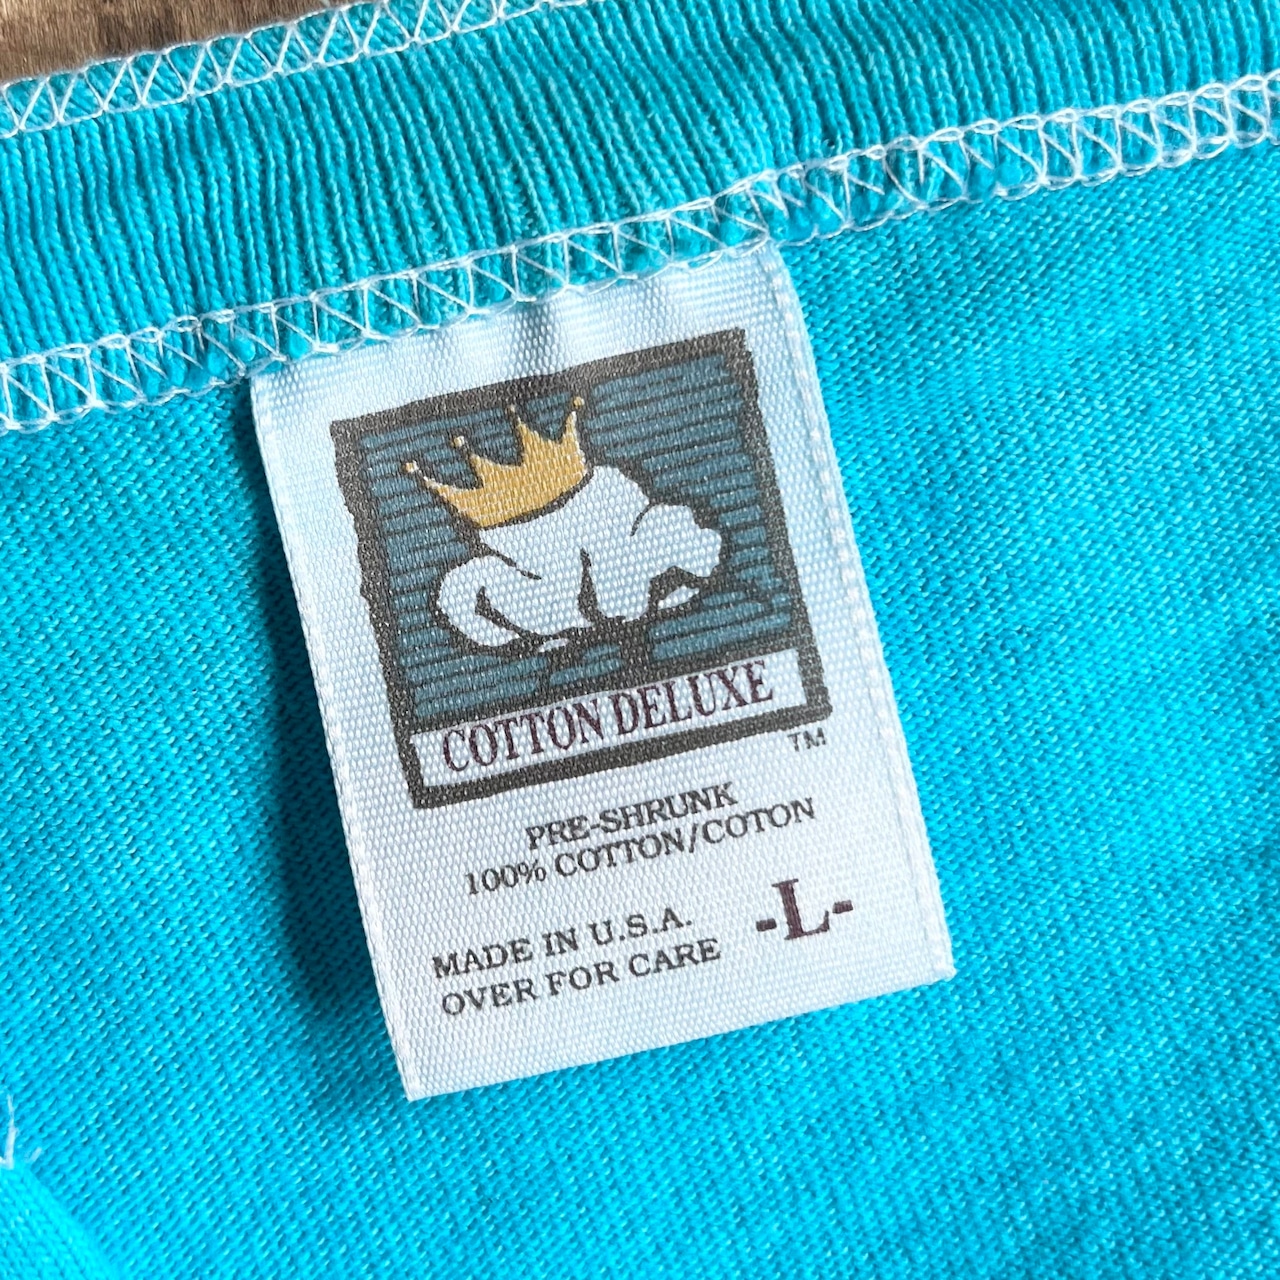 COTTON DELUXE
TM
PRE-SHRUNK
100% COTTON/COTON
MADE IN U.S.A.
OVER FOR CARE
-L-